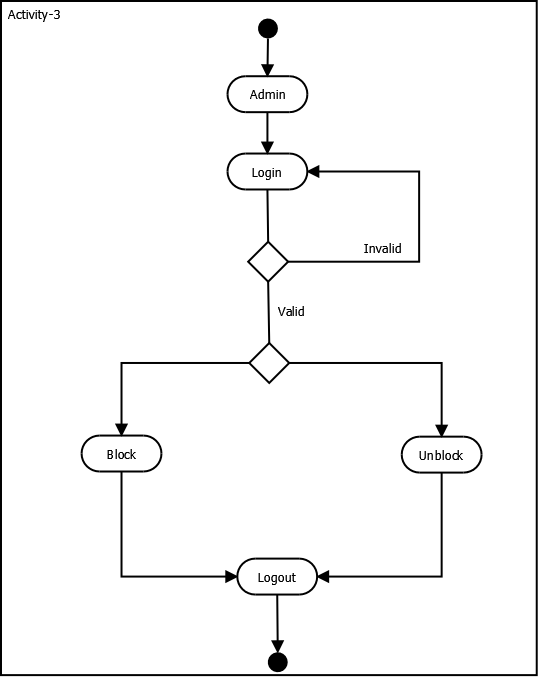 Activity-3
Admin
Login
Invalid
Valid
Block
Unblock
Logout